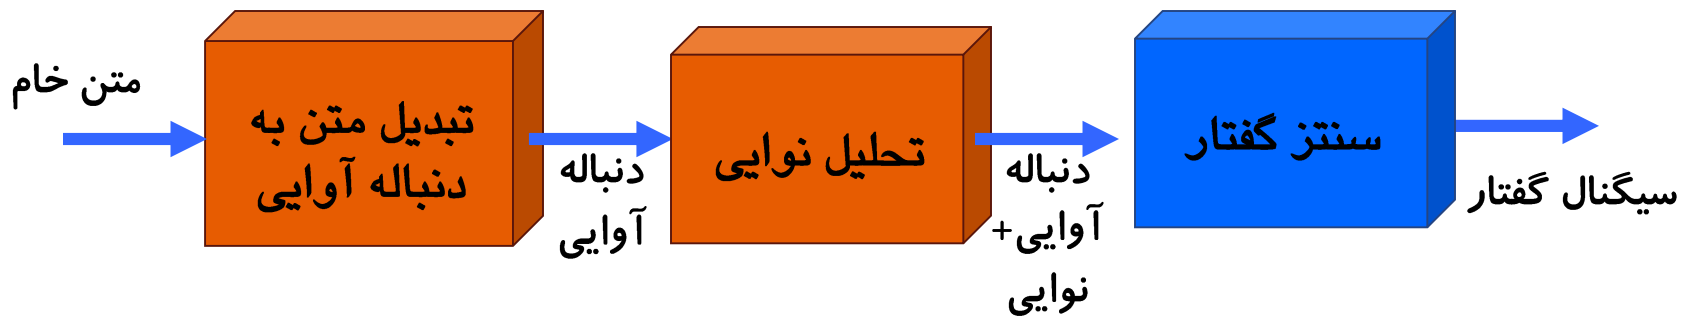 متن خام
تبدیل متن به
دنباله آوایی
دنباله
آوایی
تحلیل نوایی
دنباله
آوایی+
نوایی
سنتز گفتار
سیگنال گفتار